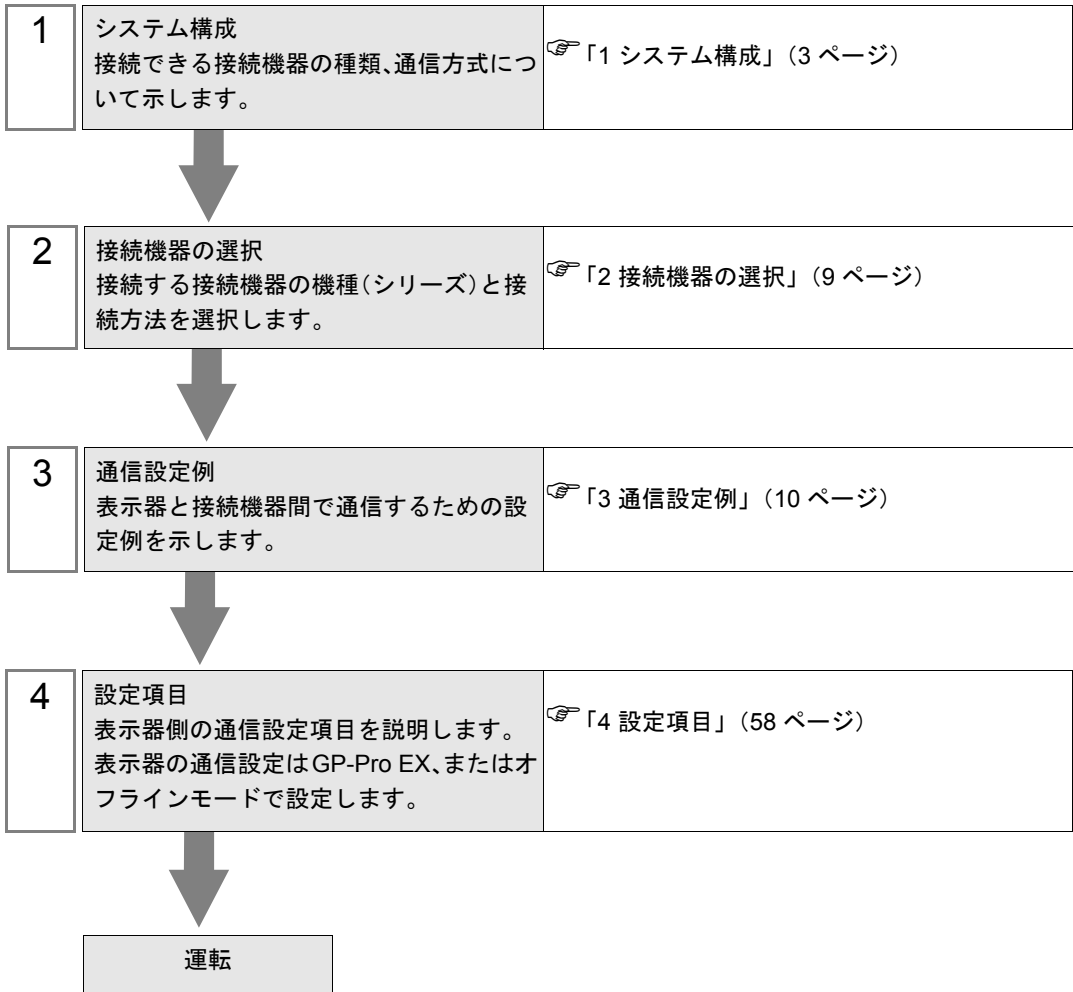 1
システム構成
接続できる接続機器の種類、通信方式につ
いて示します。
☞「1 システム構成」(3 ページ)
2
接続機器の選択
接続する接続機器の機種(シリーズ)と接
続方法を選択します。
☞「2 接続機器の選択」(9 ページ)
3
通信設定例
表示器と接続機器間で通信するための設
定例を示します。
☞「3 通信設定例」(10 ページ)
4
設定項目
表示器側の通信設定項目を説明します。
表示器の通信設定はGP-Pro EX、またはオ
フラインモードで設定します。
☞「4 設定項目」(58 ページ)
運転